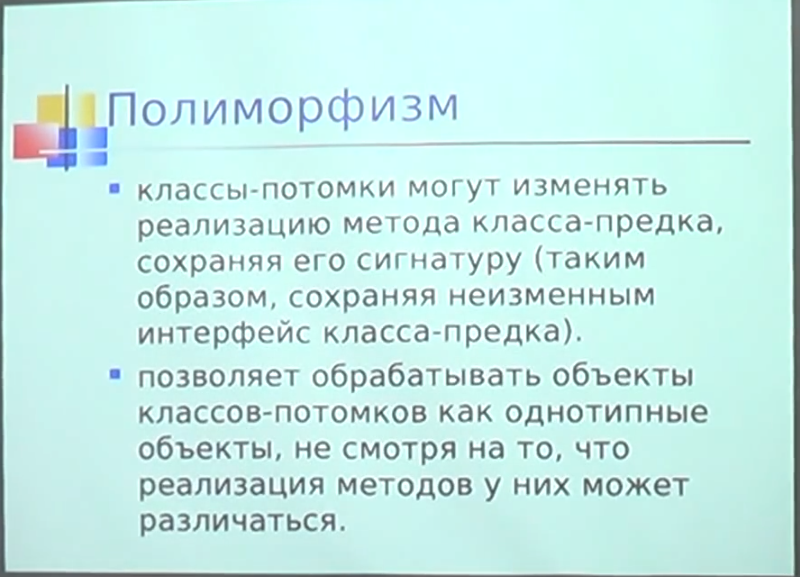 Полиморфизм
классы-потомки могут изменять
реализацию метода класса-предка,
сохраняя его сигнатуру (таким
образом, сохраняя неизменным
интерфейс класса-предка).
позволяет обрабатывать объекты
классов-потомков как однотипные
объекты, не смотря на то, что
реализация методов у них может
различаться.